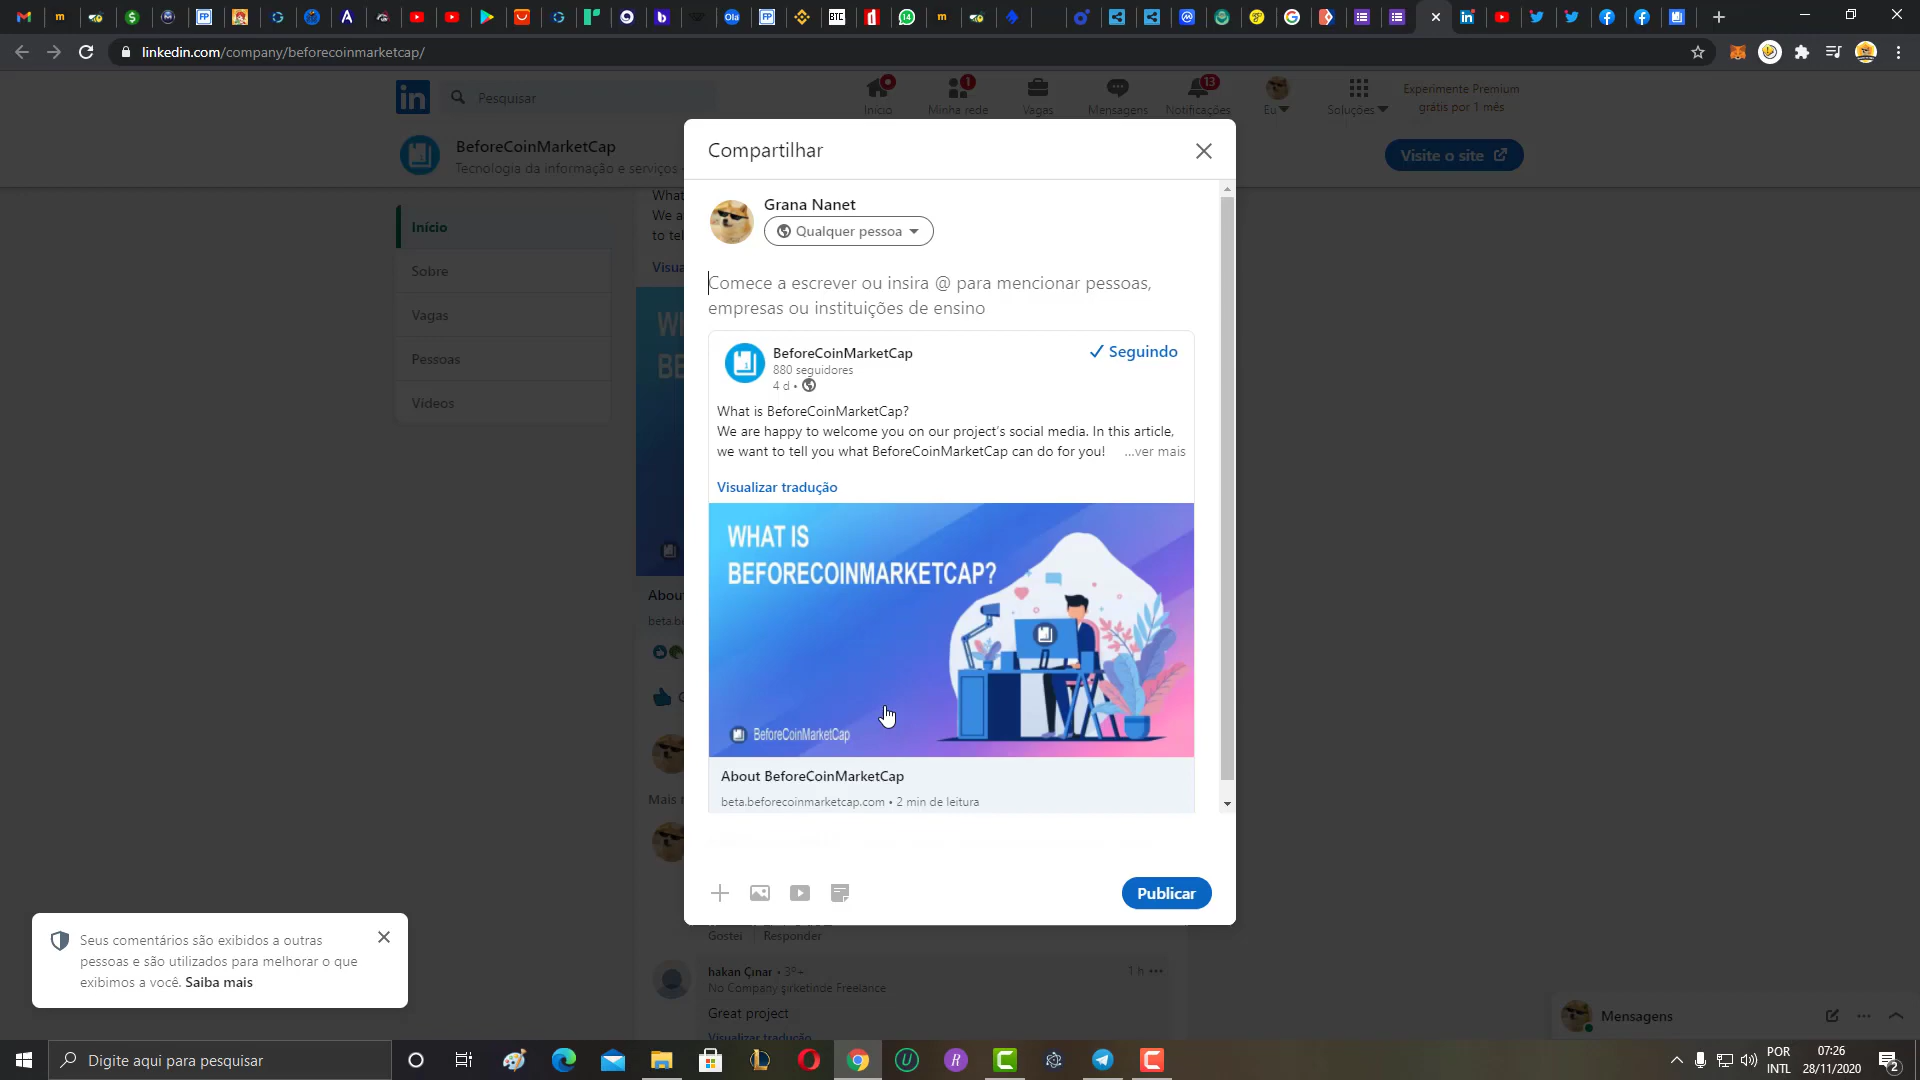 linkedin.com/company/beforecoinmarketcap/
Pesquisar
Início
1
Minha rede
Vagas
Mensagens
13
Notificações
Eu
Soluções
Experimente Premium
grátis por 1 mês
BeforeCoinMarketCap
Tecnologia da informação e serviços
Visite o site
Início
Sobre
Vagas
Pessoas
Vídeos
Compartilhar
Grana Nanet
Qualquer pessoa
Comece a escrever ou insira @ para mencionar pessoas,
empresas ou instituições de ensino
BeforeCoinMarketCap
880 seguidores
4 d •
✓ Seguindo
What is BeforeCoinMarketCap?
We are happy to welcome you on our project’s social media. In this article,
we want to tell you what BeforeCoinMarketCap can do for you! ...ver mais
Visualizar tradução
WHAT IS
BEFORECOINMARKETCAP?
BeforeCoinMarketCap
About BeforeCoinMarketCap
beta.beforecoinmarketcap.com • 2 min de leitura
Publicar
Gostei
Responder
hakan Çınar • 3º+
1 h
No Company şirketinde Freelance
Great project
Visualizar tradução
Seus comentários são exibidos a outras
pessoas e são utilizados para melhorar o que
exibimos a você. Saiba mais
Mensagens
Digite aqui para pesquisar
POR
INTL
07:26
28/11/2020
2